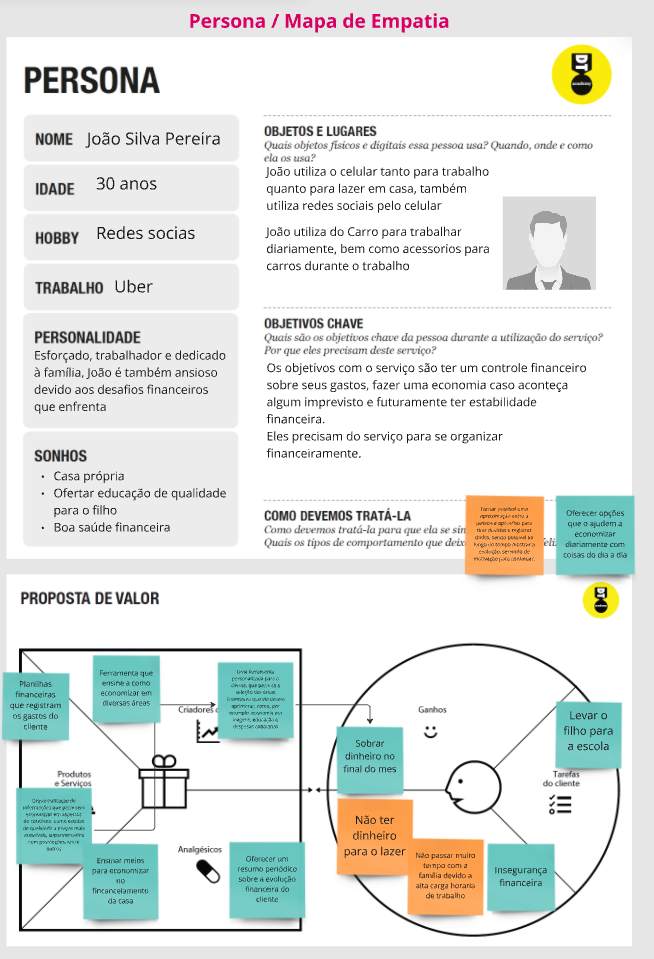 Persona / Mapa de Empatia
PERSONA
DT
academy
NOME João Silva Pereira
IDADE 30 anos
HOBBY Redes socias
TRABALHO Uber
PERSONALIDADE
Esforçado, trabalhador e dedicado
à família, João é também ansioso
devido aos desafios financeiros
que enfrenta
SONHOS
• Casa própria
• Ofertar educação de qualidade
para o filho
• Boa saúde financeira
OBJETOS E LUGARES
Quais objetos físicos e digitais essa pessoa usa? Quando, onde e como
ela os usa?
João utiliza o celular tanto para trabalho
quanto para lazer em casa, também
utiliza redes sociais pelo celular
João utiliza do Carro para trabalhar
diariamente, bem como acessorios para
carros durante o trabalho
OBJETIVOS CHAVE
Quais são os objetivos chave da pessoa durante a utilização do serviço?
Por que eles precisam deste serviço?
Os objetivos com o serviço são ter um controle financeiro
sobre seus gastos, fazer uma economia caso aconteça
algum imprevisto e futuramente ter estabilidade
financeira.
Eles precisam do serviço para se organizar
financeiramente.
COMO DEVEMOS TRATÁ-LA
Como devemos tratá-la para que ela se
Quais os tipos de comportamento que
Oferecer opções
que o ajudem a
economizar
diariamente com
coisas do dia a dia
PROPOSTA DE VALOR
Planilhas
financeiras
que registram
os gastos do
cliente
Ferramenta que
ensine a como
economizar em
diversas áreas
Criadores
Produtos
e Serviços
Ensinar meios
para economizar
no
fincancelamento
da casa
Analgésicos
Oferecer um
resumo periódico
sobre a evolução
financeira do
cliente
Ganhos
Sobrar
dinheiro no
final do mes
Levar o
filho para
a escola
Tarefas
do cliente
Não ter
dinheiro
para o lazer
Não passar muito
tempo com a
família devido a
alta carga horaria
de trabalho
Insegurança
financeira